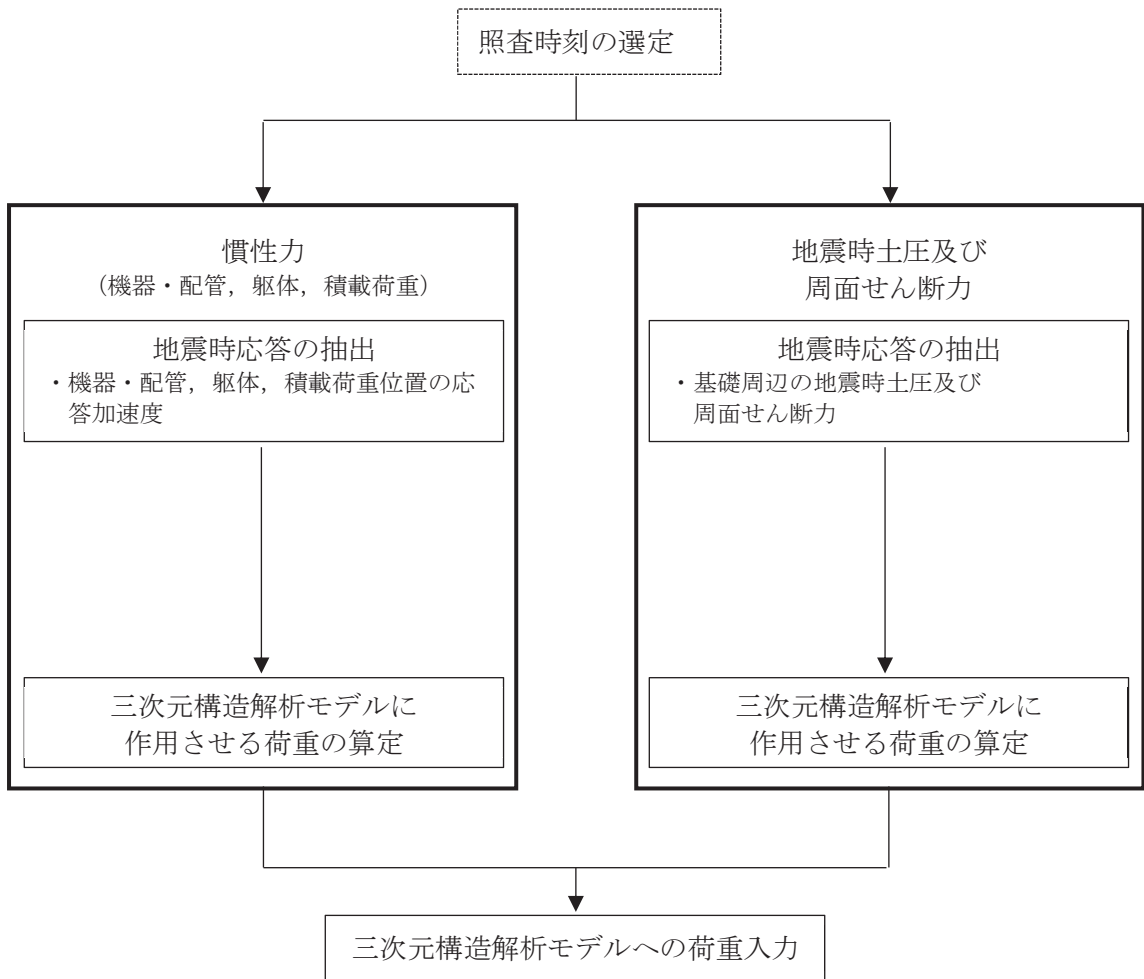 照査時刻の選定
慣性力
（機器・配管，躯体，積載荷重）
地震時応答の抽出
・機器・配管，躯体，積載荷重位置の応
答加速度
三次元構造解析モデルに
作用させる荷重の算定
地震時土圧及び
周面せん断力
地震時応答の抽出
・基礎周辺の地震時土圧及び
周面せん断力
三次元構造解析モデルに
作用させる荷重の算定
三次元構造解析モデルへの荷重入力